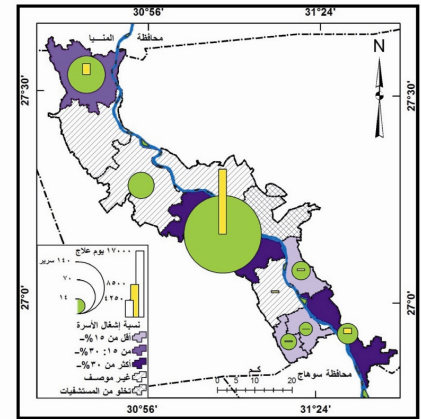 30°56'
31°24'
محافظة المنيا
N
27°30'
27°30'
١٧٠٠٠ يوم علاج
١٤٠ سرير
٧٠
٨٥٠٠
١٤
٤٢٥٠
27°0'
27°0'
نسبة إشغال الأسرة
أقل من ١٥%-
من ١٥: ٣٠%-
أكثر من ٣٠%-
غير موصف-
تخلو من المستشفيات-
كم
0 5 10 20
محافظة سوهاج
30°56'
31°24'